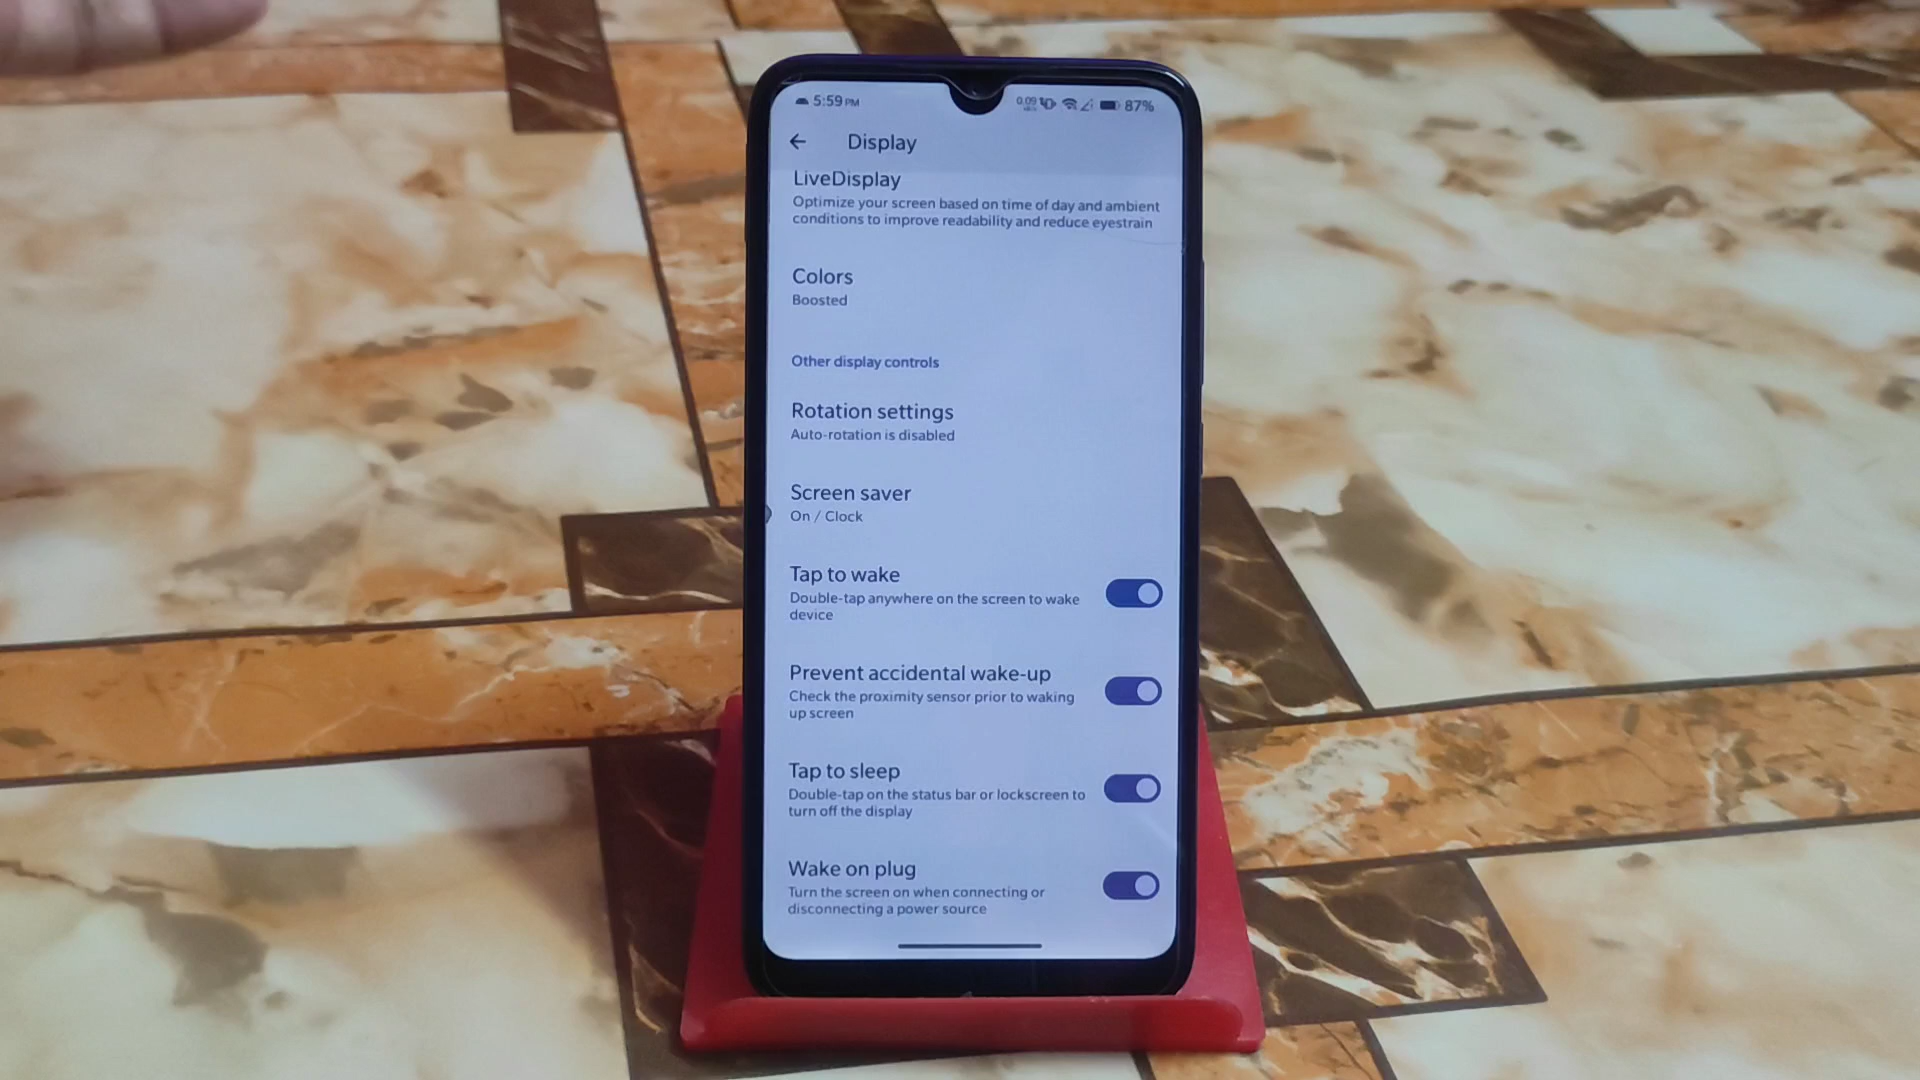 5:59 PM 0.09 87%
Display
LiveDisplay
Optimize your screen based on time of day and ambient
conditions to improve readability and reduce eyestrain
Colors
Boosted
Other display controls
Rotation settings
Auto-rotation is disabled
Screen saver
On / Clock
Tap to wake
Double-tap anywhere on the screen to wake
device
Prevent accidental wake-up
Check the proximity sensor prior to waking
up screen
Tap to sleep
Double-tap on the status bar or lockscreen to
turn off the display
Wake on plug
Turn the screen on when connecting or
disconnecting a power source